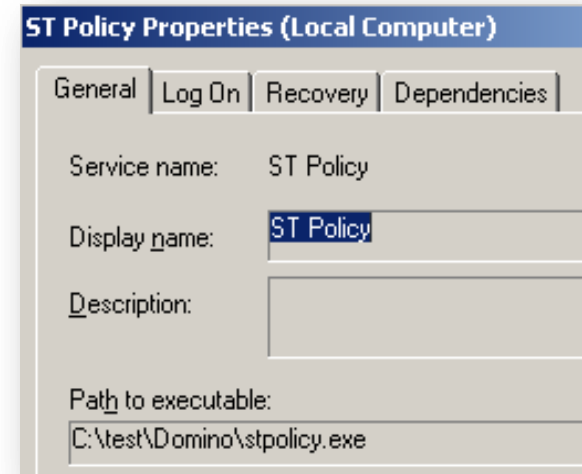 ST Policy Properties (Local Computer)
General Log On Recovery Dependencies
Service name: ST Policy
Display name: ST Policy
Description:
Path to executable:
C:\test\Domino\stpolicy.exe